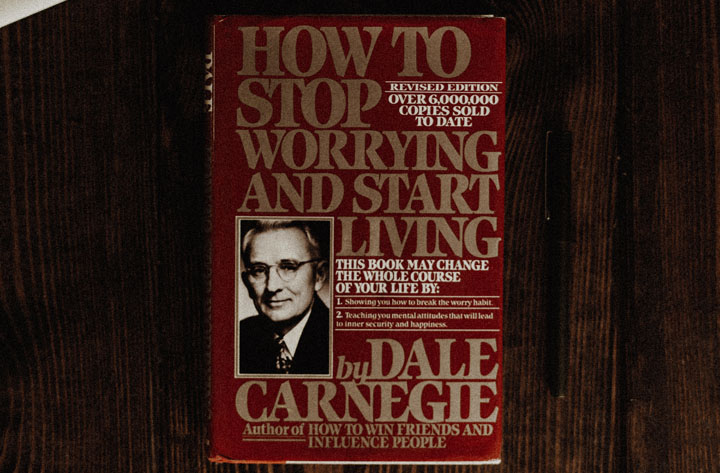 HOW TO
STOP
REVISED EDITION
OVER 6,000,000
COPIES SOLD
TO DATE
WORRYING
AND START
LIVING
THIS BOOK MAY CHANGE
THE WHOLE COURSE
OF YOUR LIFE BY:
1. Showing you how to break the worry habit.
2. Teaching you mental attitudes that will lead
to inner security and happiness.
by DALE
CARNEGIE
Author of HOW TO WIN FRIENDS AND
INFLUENCE PEOPLE
DALE